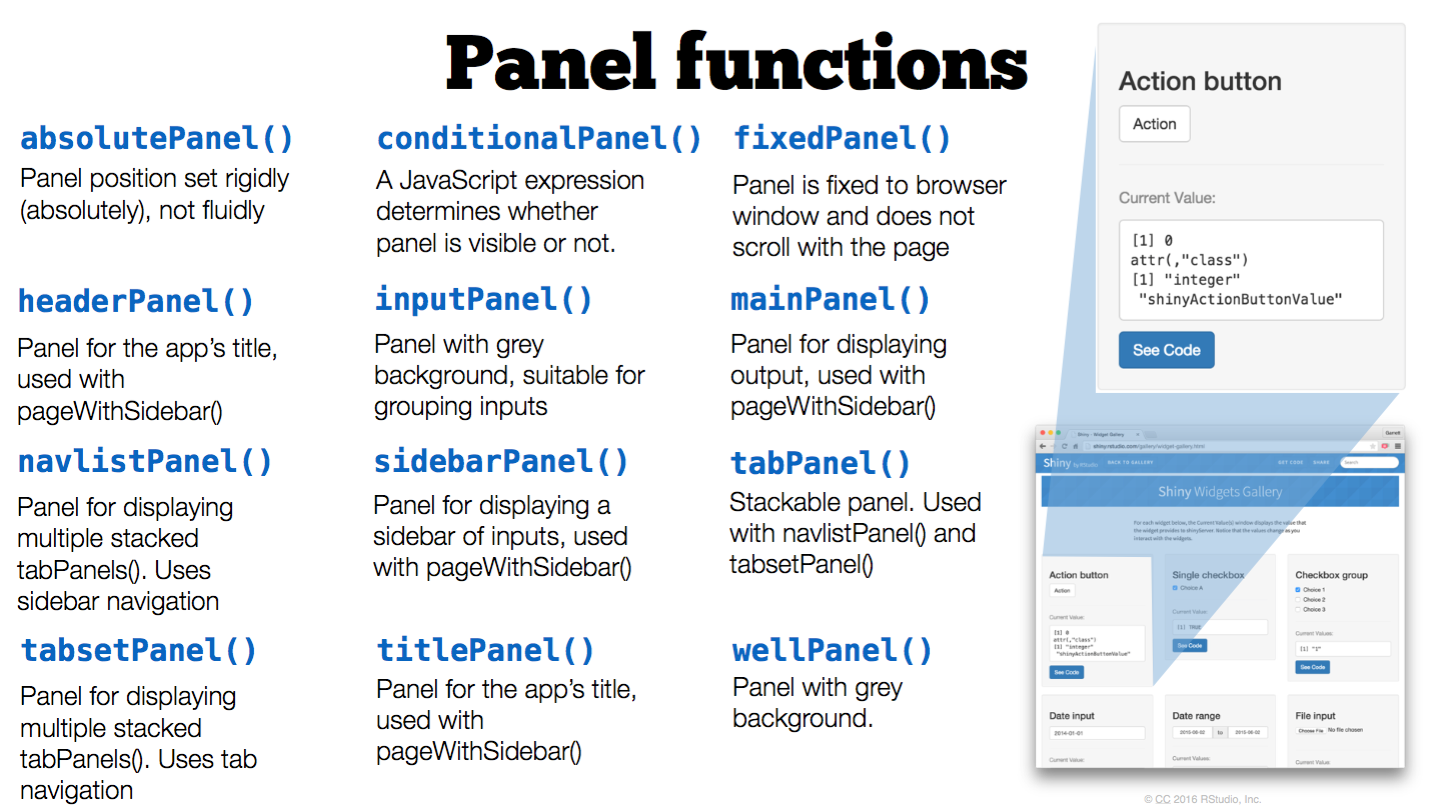 Panel functions
absolutePanel()
Panel position set rigidly
(absolutely), not fluidly
conditionalPanel()
A JavaScript expression
determines whether
panel is visible or not.
fixedPanel()
Panel is fixed to browser
window and does not
scroll with the page
headerPanel()
Panel for the app's title,
used with
pageWithSidebar()
inputPanel()
Panel with grey
background, suitable for
grouping inputs
mainPanel()
Panel for displaying
output, used with
pageWithSidebar()
navlistPanel()
Panel for displaying
multiple stacked
tabPanels(). Uses
sidebar navigation
sidebarPanel()
Panel for displaying a
sidebar of inputs, used
with pageWithSidebar()
tabPanel()
Stackable panel. Used
with navlistPanel() and
tabsetPanel()
tabsetPanel()
Panel for displaying
multiple stacked
tabPanels(). Uses tab
navigation
titlePanel()
Panel for the app's title,
used with
pageWithSidebar()
wellPanel()
Panel with grey
background.
Action button
Action
Current Value:
[1] 0
attr(,"class")
[1] "integer"
"shinyActionButtonValue"
See Code
Shiny - Widget Gallery
Garrett
shiny.rstudio.com/gallery/widget-gallery.html
Shiny by RStudio
BACK TO GALLERY
GET CODE
SHARE
Search
Shiny Widgets Gallery
For each widget below, the Current Value(s) window displays the value that
the widget provides to shinyServer. Notice that the values change as you
interact with the widgets.
Action button
Action
Current Value:
[1] 0
attr(,"class")
[1] "integer"
"shinyActionButtonValue"
See Code
Single checkbox
Choice A
Current Value:
[1] TRUE
See Code
Checkbox group
Choice 1
Choice 2
Choice 3
Current Values:
[1] "1"
See Code
Date input
2014-01-01
Current Value:
Date range
2015-06-02 to 2015-06-02
Current Values:
File input
Choose File No file chosen
Current Value:
© CC 2016 RStudio, Inc.